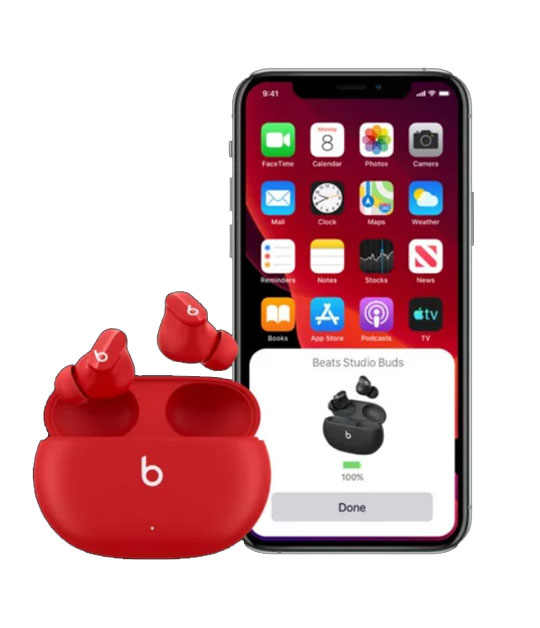 9:41
FaceTime
Monday
8
Calendar
Photos
Camera
Mail
Clock
Maps
Weather
Reminders
Notes
Stocks
News
Books
App Store
Podcasts
tv
TV
Beats Studio Buds
100%
Done
b
b
b
b